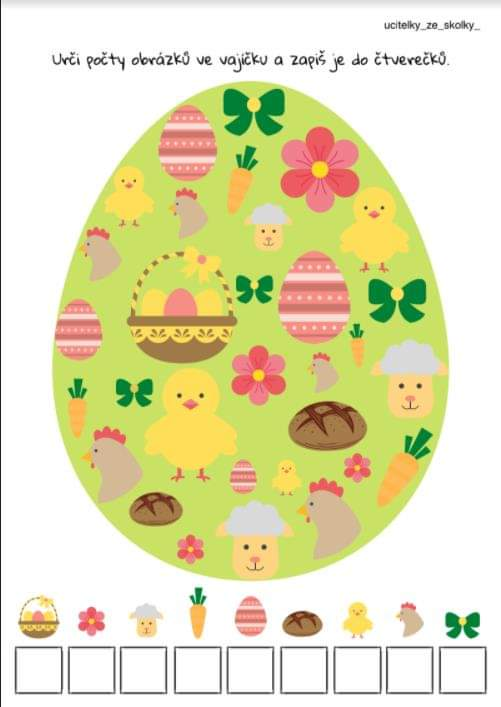 ucitelky_ze_skolky_
Urči počty obrázků ve vajíčku a zapiš je do čtverečků.